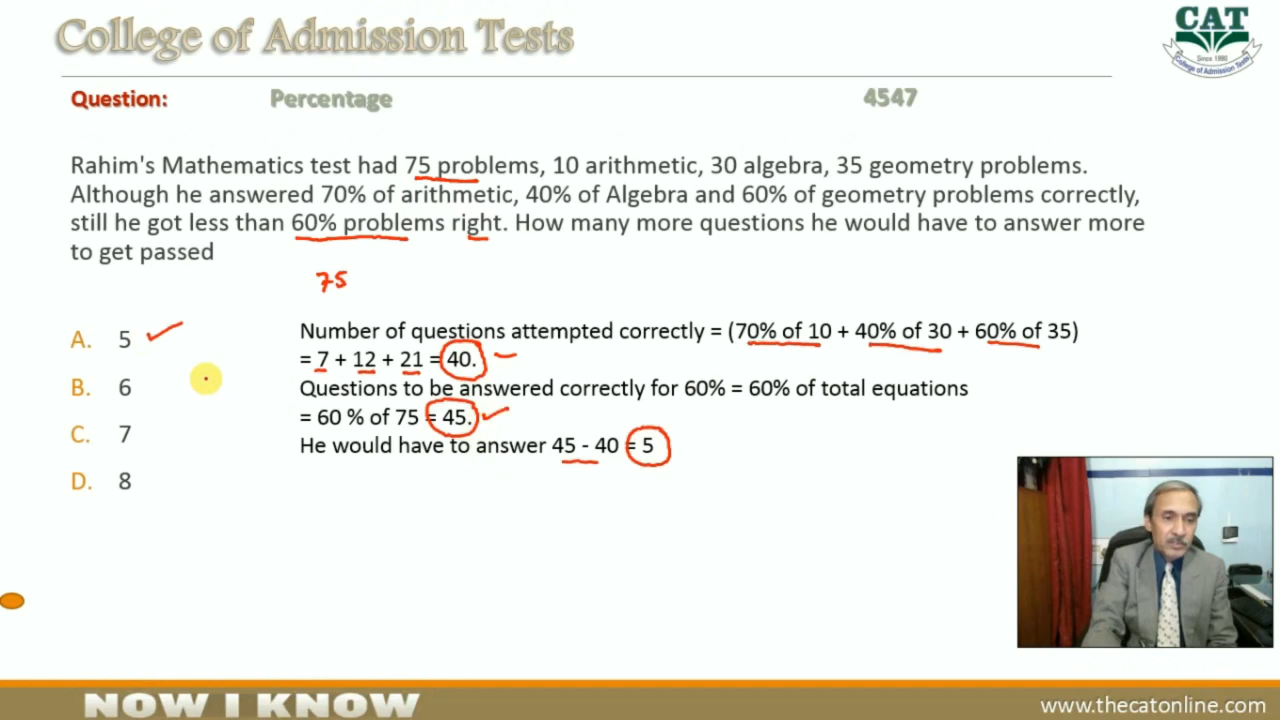 College of Admission Tests
CAT
Since 1996
College of Admission Tests
Question: Percentage 4547
Rahim's Mathematics test had 75 problems, 10 arithmetic, 30 algebra, 35 geometry problems.
Although he answered 70% of arithmetic, 40% of Algebra and 60% of geometry problems correctly,
still he got less than 60% problems right. How many more questions he would have to answer more
to get passed
75
A. 5
B. 6
C. 7
D. 8
Number of questions attempted correctly = (70% of 10 + 40% of 30 + 60% of 35)
= 7 + 12 + 21 = 40.
Questions to be answered correctly for 60% = 60% of total equations
= 60 % of 75 = 45.
He would have to answer 45 - 40 = 5
NOW I KNOW
www.thecatonline.com